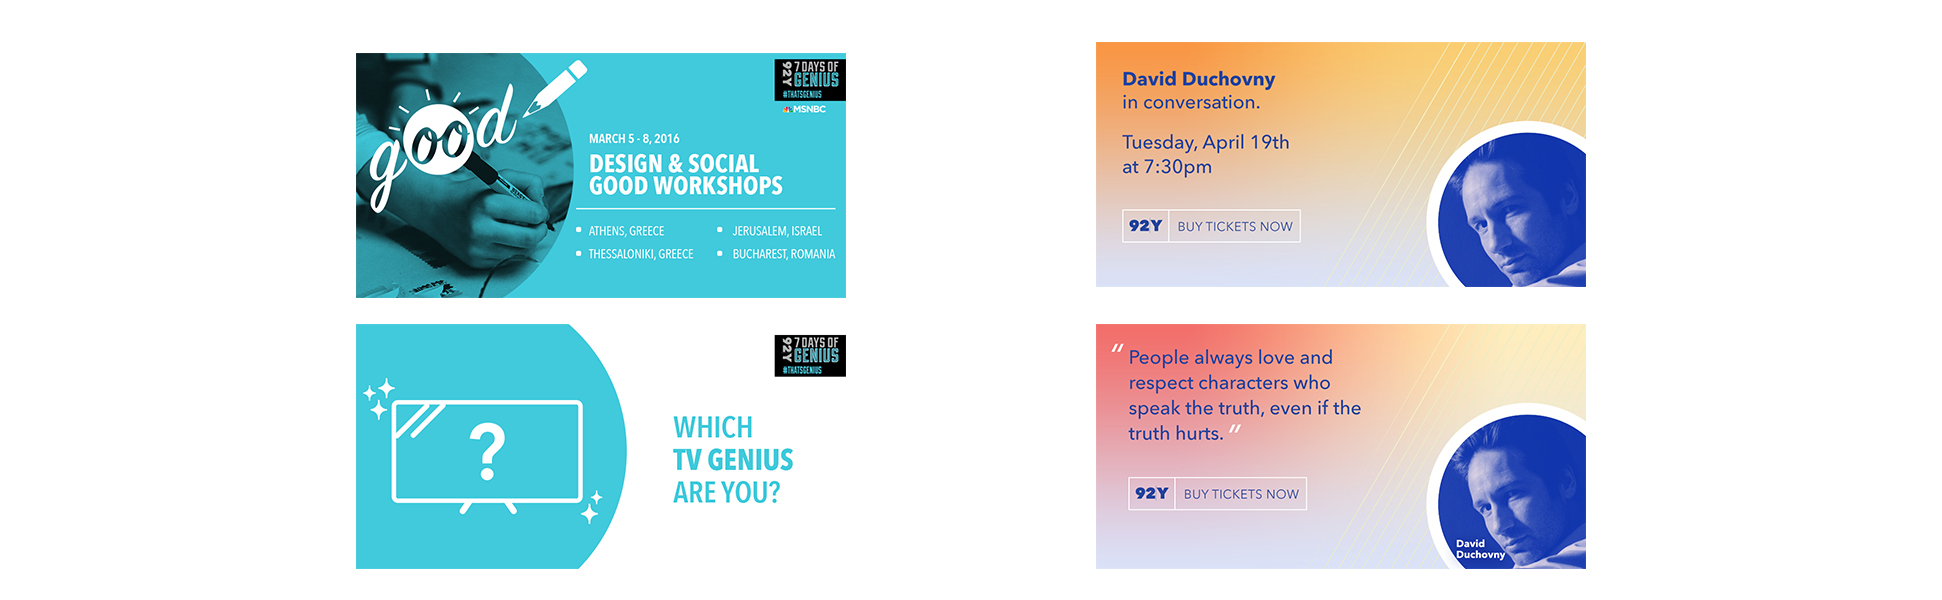 good
92Y
7 DAYS OF
GENIUS
#THATSGENIUS
MSNBC
MARCH 5 - 8, 2016
DESIGN & SOCIAL
GOOD WORKSHOPS
ATHENS, GREECE
JERUSALEM, ISRAEL
THESSALONIKI, GREECE
BUCHAREST, ROMANIA
David Duchovny
in conversation.
Tuesday, April 19th
at 7:30pm
92Y BUY TICKETS NOW
92Y
7 DAYS OF
GENIUS
#THATSGENIUS
?
WHICH
TV GENIUS
ARE YOU?
“People always love and
respect characters who
speak the truth, even if the
truth hurts.”
92Y BUY TICKETS NOW
David
Duchovny